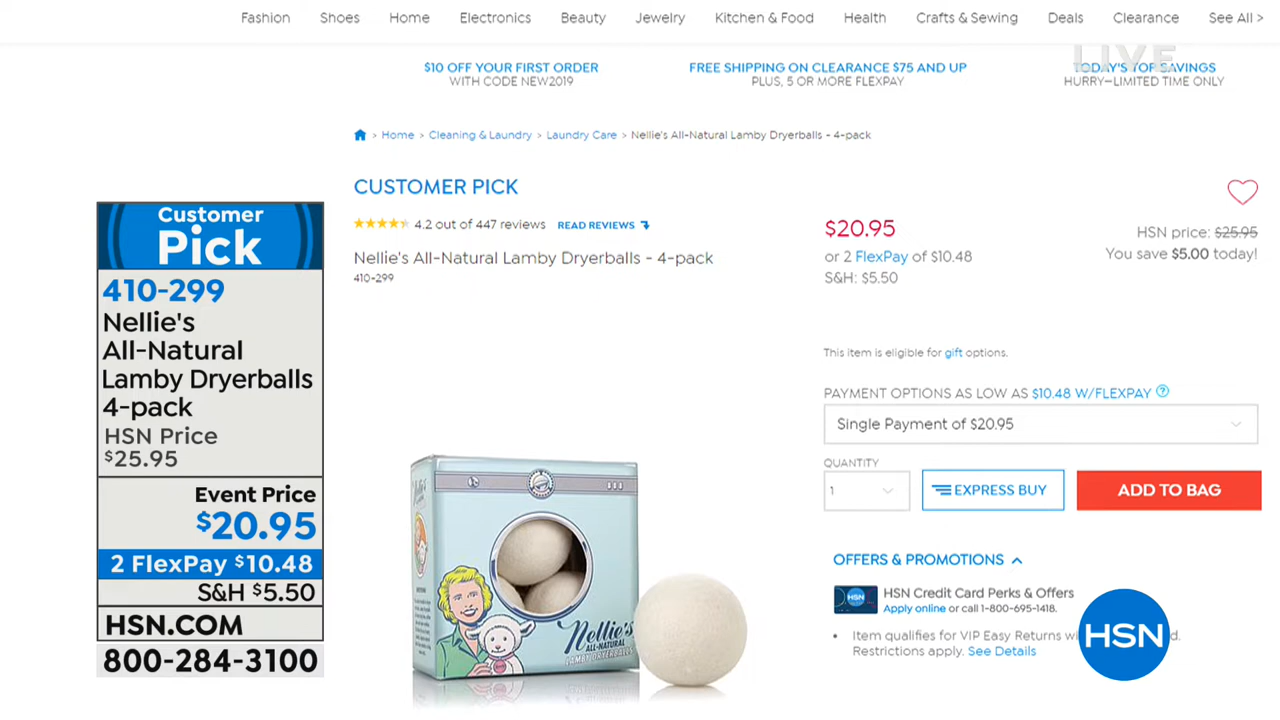 Fashion Shoes Home Electronics Beauty Jewelry Kitchen & Food Health Crafts & Sewing Deals Clearance See All >
LIVE
$10 OFF YOUR FIRST ORDER
WITH CODE NEW2019
FREE SHIPPING ON CLEARANCE $75 AND UP
PLUS, 5 OR MORE FLEXPAY
TODAY'S TOP SAVINGS
HURRY—LIMITED TIME ONLY
> Home > Cleaning & Laundry > Laundry Care > Nellie's All-Natural Lamby Dryerballs - 4-pack
Customer
Pick
410-299
Nellie's
All-Natural
Lamby Dryerballs
4-pack
HSN Price
$25.95
Event Price
$20.95
2 FlexPay $10.48
S&H $5.50
HSN.COM
800-284-3100
CUSTOMER PICK
4.2 out of 447 reviews READ REVIEWS
Nellie's All-Natural Lamby Dryerballs - 4-pack
410-299
Nellie's
ALL-NATURAL
LAMBY DRYERBALLS
$20.95
or 2 FlexPay of $10.48
S&H: $5.50
HSN price: $25.95
You save $5.00 today!
This item is eligible for gift options.
PAYMENT OPTIONS AS LOW AS $10.48 W/FLEXPAY ?
Single Payment of $20.95
QUANTITY
1
EXPRESS BUY
ADD TO BAG
OFFERS & PROMOTIONS
HSN
HSN Credit Card Perks & Offers
Apply online or call 1-800-695-1418.
• Item qualifies for VIP Easy Returns
Restrictions apply. See Details
HSN